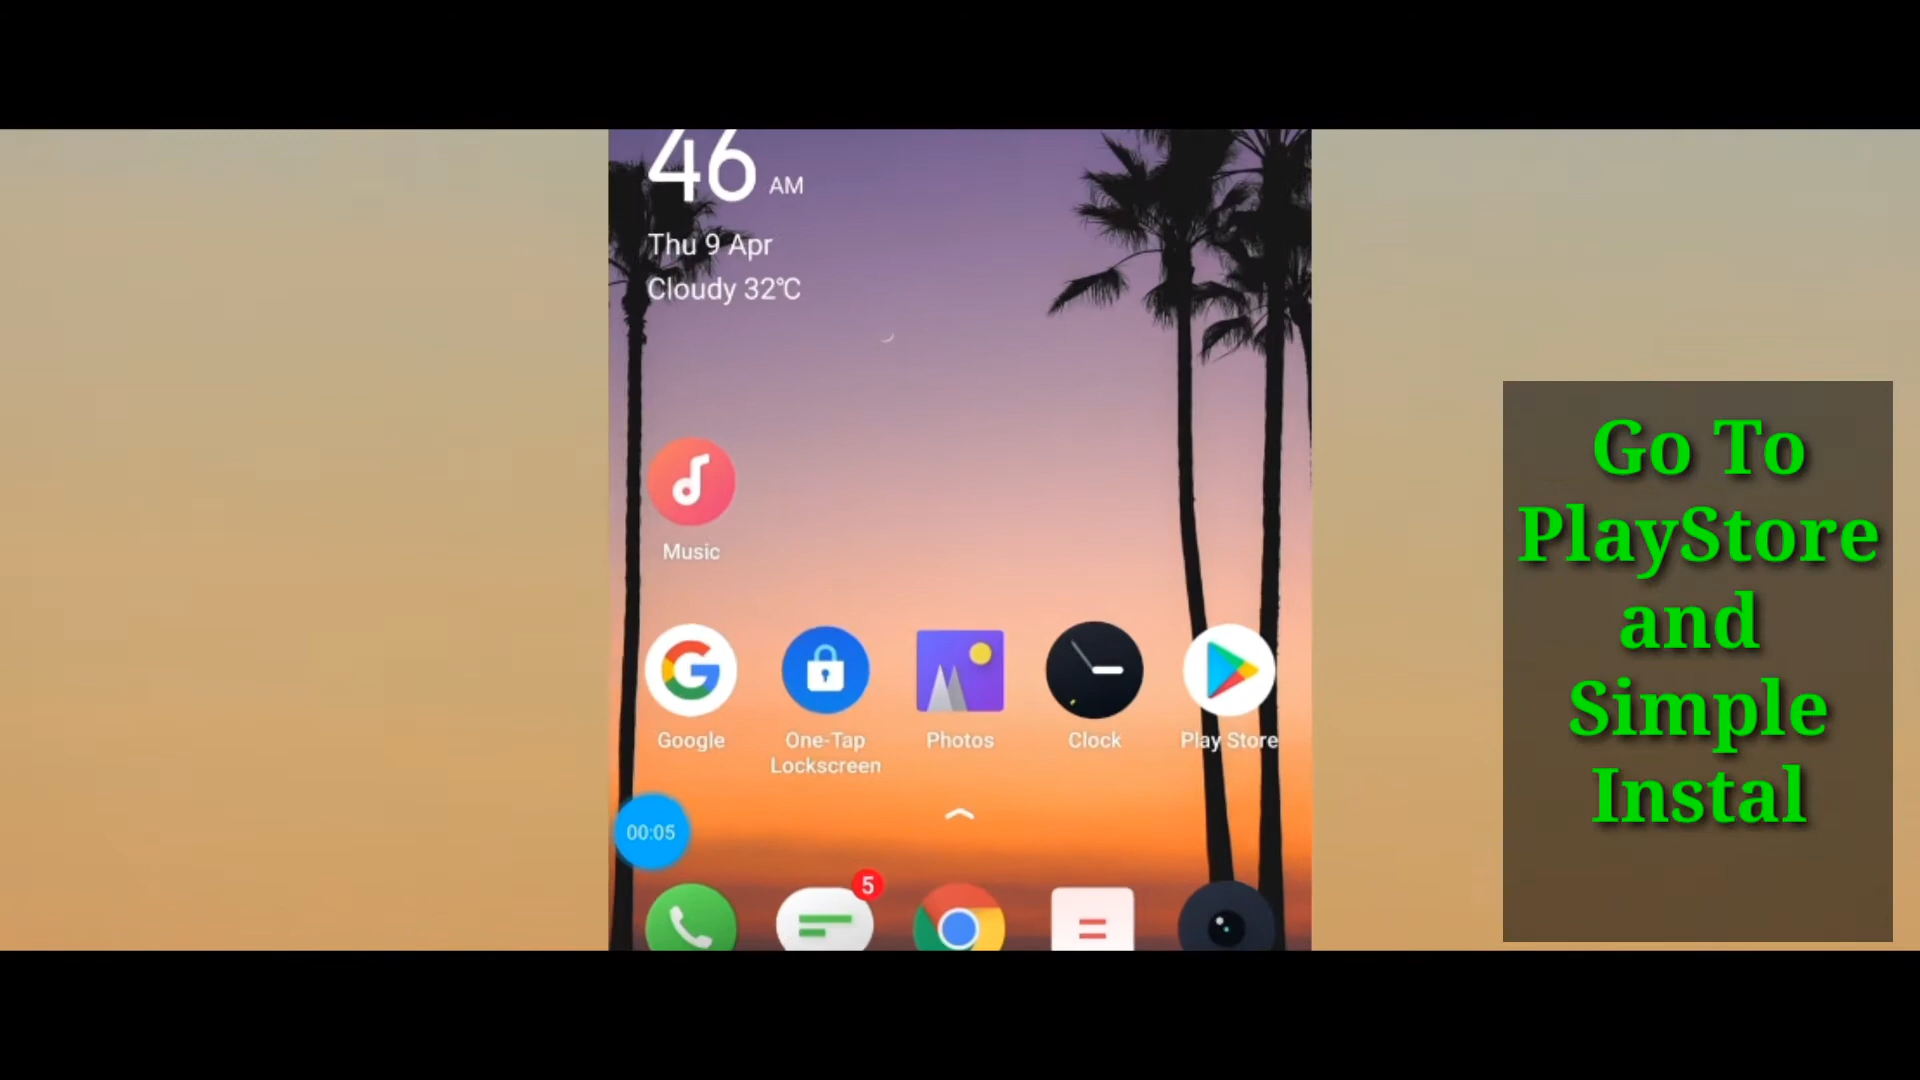 46 AM
Thu 9 Apr
Cloudy 32℃
Music
Google
One-Tap
Lockscreen
Photos
Clock
Play Store
00:05
5
Go To
PlayStore
and
Simple
Instal